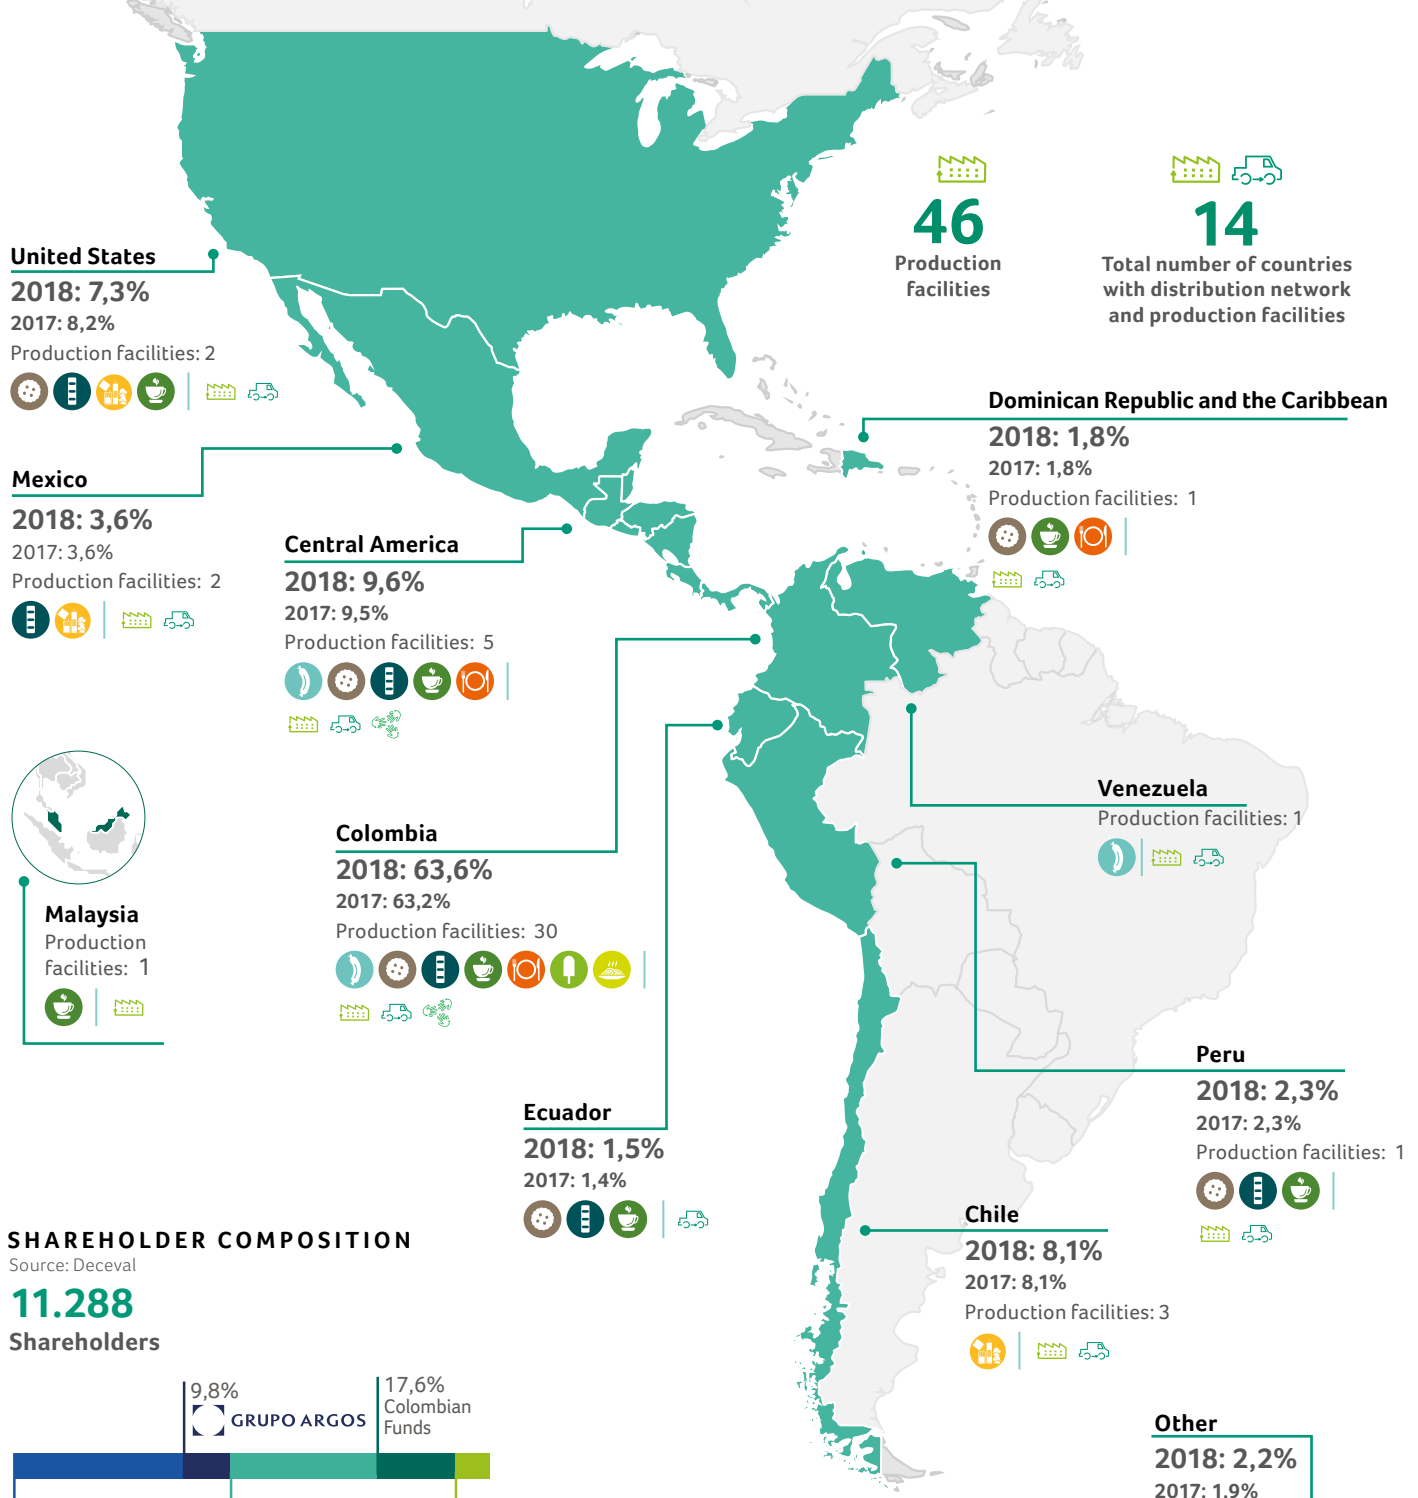 46
Production
facilities
14
Total number of countries
with distribution network
and production facilities
United States
2018: 7,3%
2017: 8,2%
Production facilities: 2
Dominican Republic and the Caribbean
2018: 1,8%
2017: 1,8%
Production facilities: 1
Mexico
2018: 3,6%
2017: 3,6%
Production facilities: 2
Central America
2018: 9,6%
2017: 9,5%
Production facilities: 5
Venezuela
Production facilities: 1
Colombia
2018: 63,6%
2017: 63,2%
Production facilities: 30
Malaysia
Production
facilities: 1
Peru
2018: 2,3%
2017: 2,3%
Production facilities: 1
Ecuador
2018: 1,5%
2017: 1,4%
Chile
2018: 8,1%
2017: 8,1%
Production facilities: 3
SHAREHOLDER COMPOSITION
Source: Deceval
11.288
Shareholders
9,8%
GRUPO ARGOS
17,6%
Colombian
Funds
Other
2018: 2,2%
2017: 1,9%